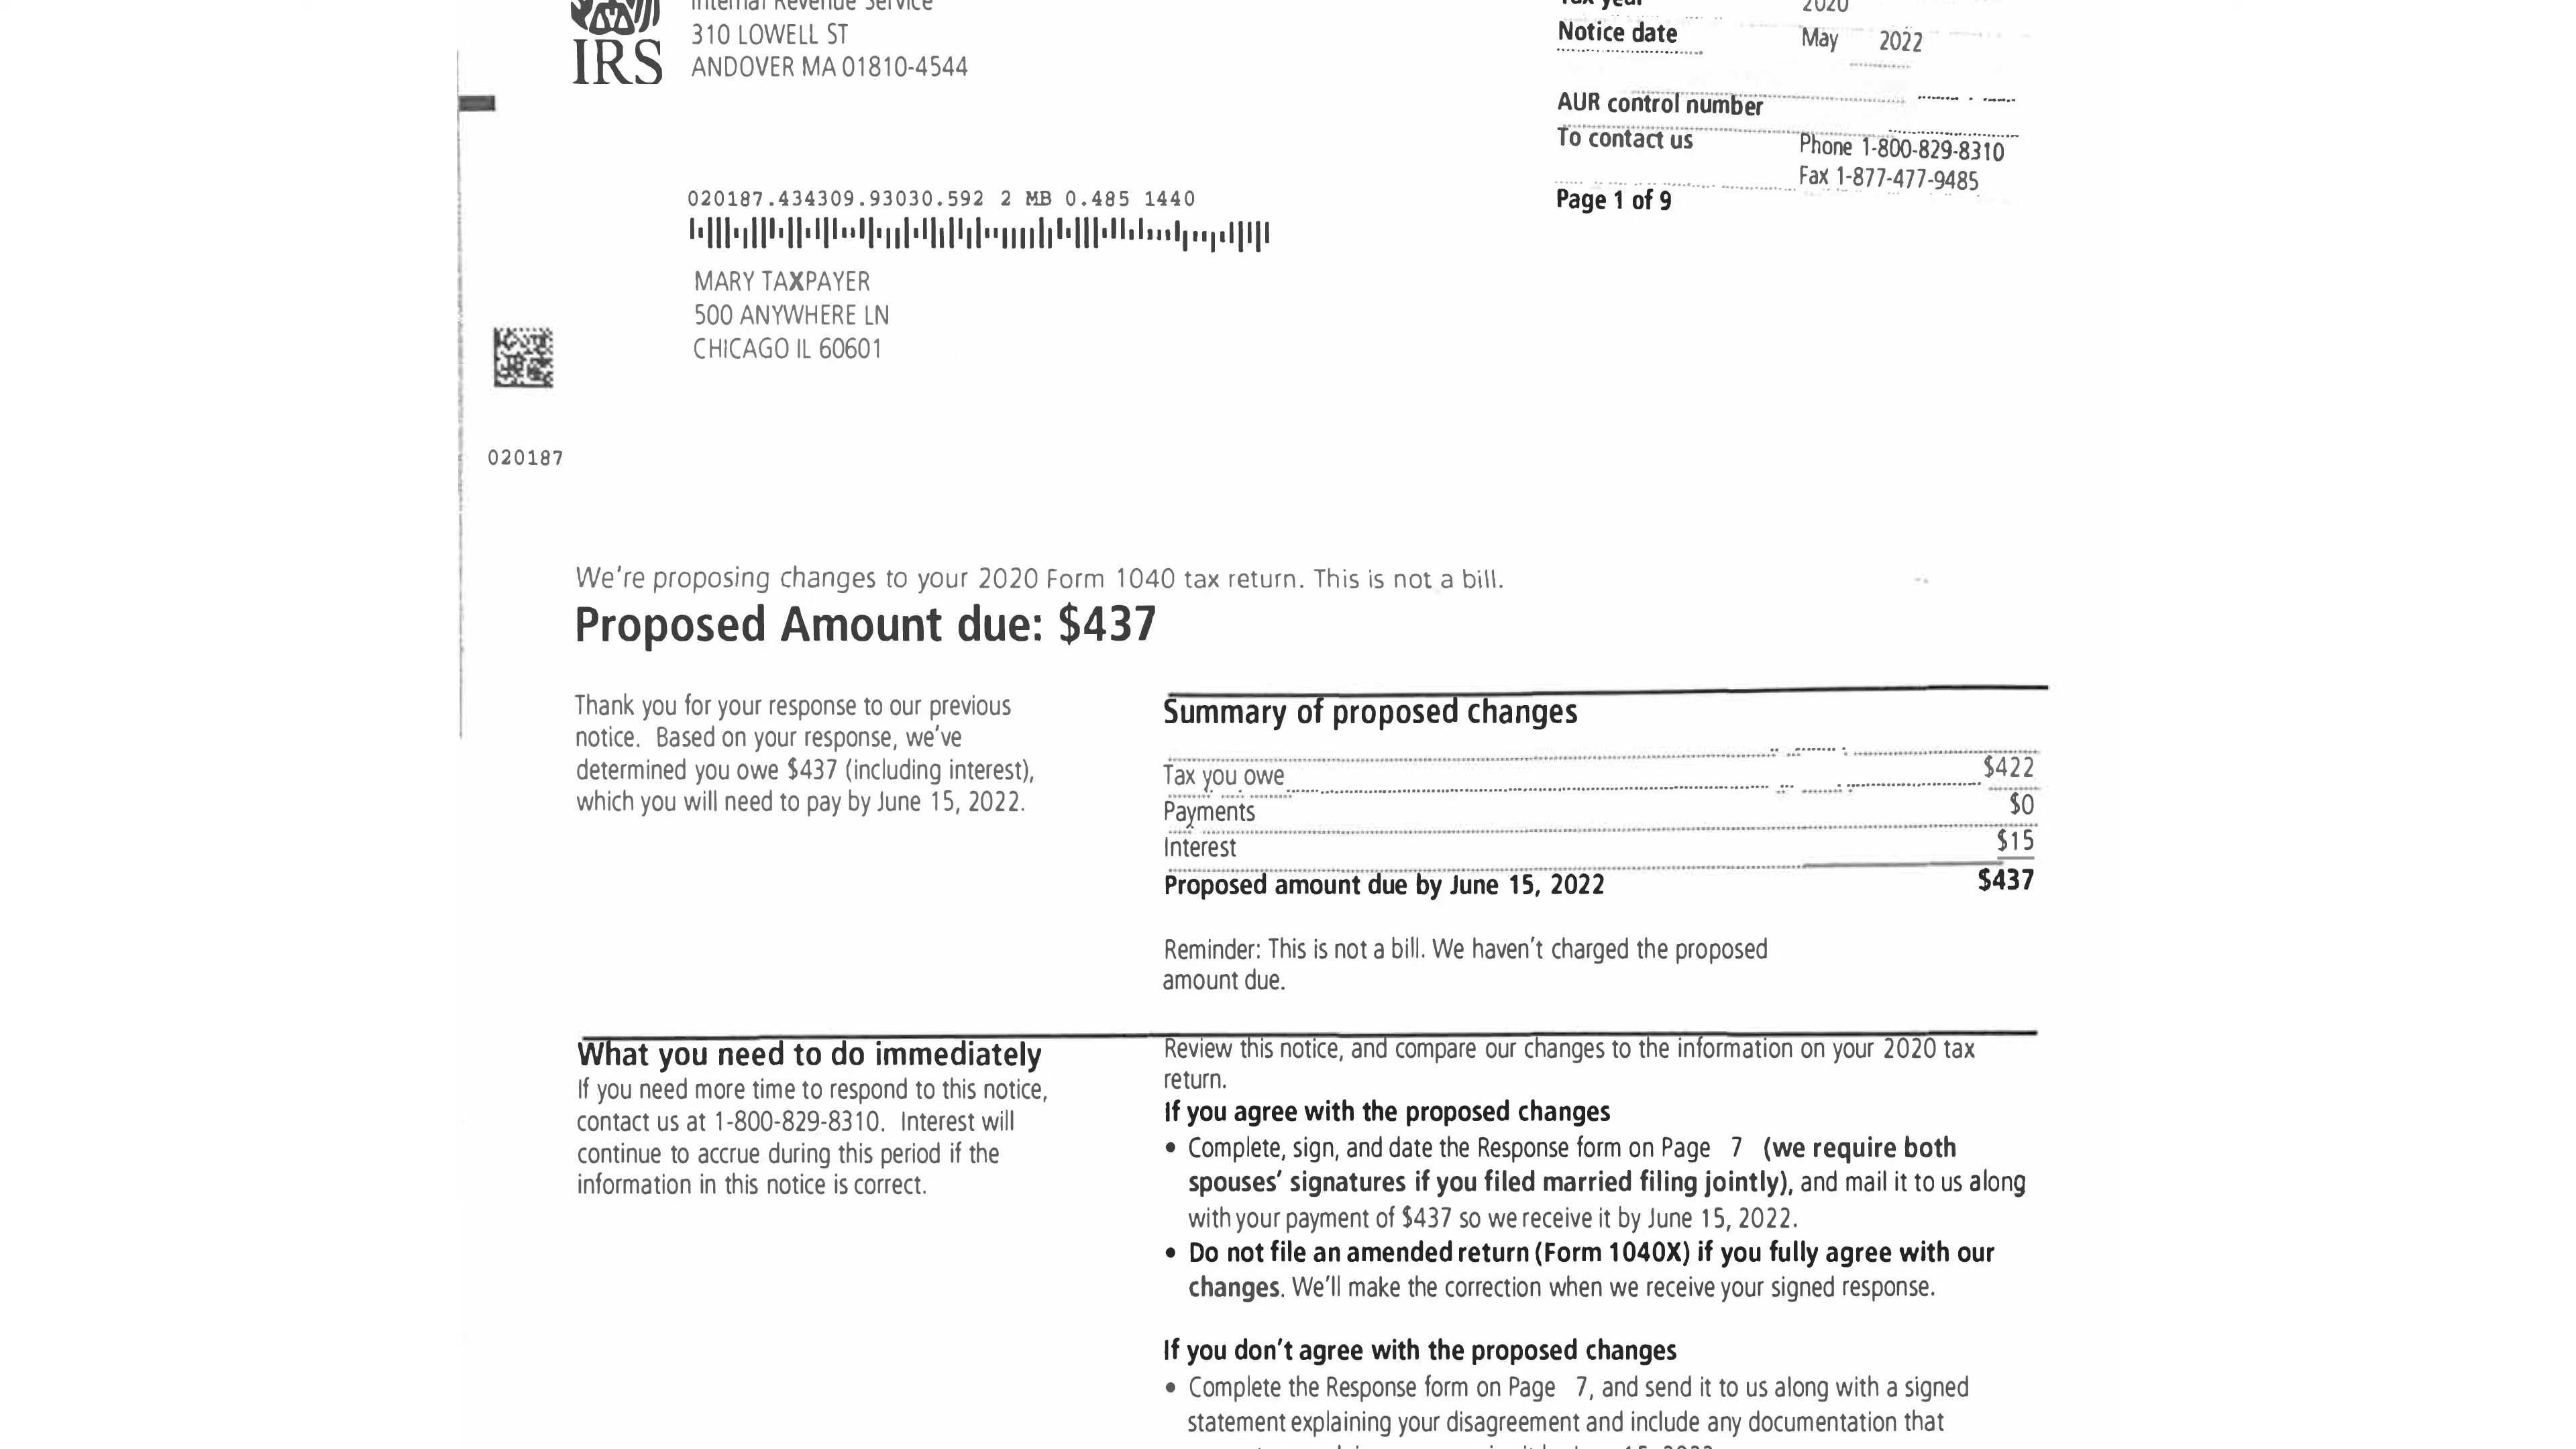 Internal Revenue Service
310 LOWELL ST
ANDOVER MA 01810-4544
IRS
Tax year 2020
Notice date May 2022
AUR control number
To contact us Phone 1-800-829-8310
Fax 1-877-477-9485
Page 1 of 9
020187.434309.93030.592 2 MB 0.485 1440
MARY TAXPAYER
500 ANYWHERE LN
CHICAGO IL 60601
020187
We're proposing changes to your 2020 Form 1040 tax return. This is not a bill.
Proposed Amount due: $437
Thank you for your response to our previous
notice. Based on your response, we've
determined you owe $437 (including interest),
which you will need to pay by June 15, 2022.
Summary of proposed changes
Tax you owe $422
Payments $0
Interest $15
Proposed amount due by June 15, 2022 $437
Reminder: This is not a bill. We haven't charged the proposed
amount due.
What you need to do immediately
If you need more time to respond to this notice,
contact us at 1-800-829-8310. Interest will
continue to accrue during this period if the
information in this notice is correct.
Review this notice, and compare our changes to the information on your 2020 tax
return.
If you agree with the proposed changes
• Complete, sign, and date the Response form on Page 7 (we require both
spouses' signatures if you filed married filing jointly), and mail it to us along
with your payment of $437 so we receive it by June 15, 2022.
• Do not file an amended return (Form 1040X) if you fully agree with our
changes. We'll make the correction when we receive your signed response.
If you don't agree with the proposed changes
• Complete the Response form on Page 7, and send it to us along with a signed
statement explaining your disagreement and include any documentation that